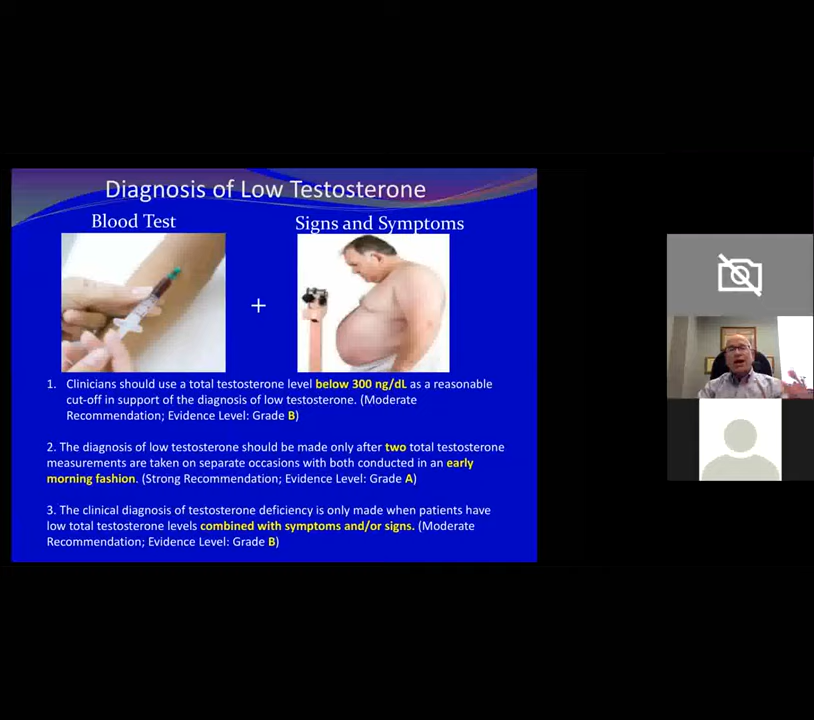 Diagnosis of Low Testosterone
Blood Test
Signs and Symptoms
+
1. Clinicians should use a total testosterone level below 300 ng/dL as a reasonable
cut-off in support of the diagnosis of low testosterone. (Moderate
Recommendation; Evidence Level: Grade B)
2. The diagnosis of low testosterone should be made only after two total testosterone
measurements are taken on separate occasions with both conducted in an early
morning fashion. (Strong Recommendation; Evidence Level: Grade A)
3. The clinical diagnosis of testosterone deficiency is only made when patients have
low total testosterone levels combined with symptoms and/or signs. (Moderate
Recommendation; Evidence Level: Grade B)